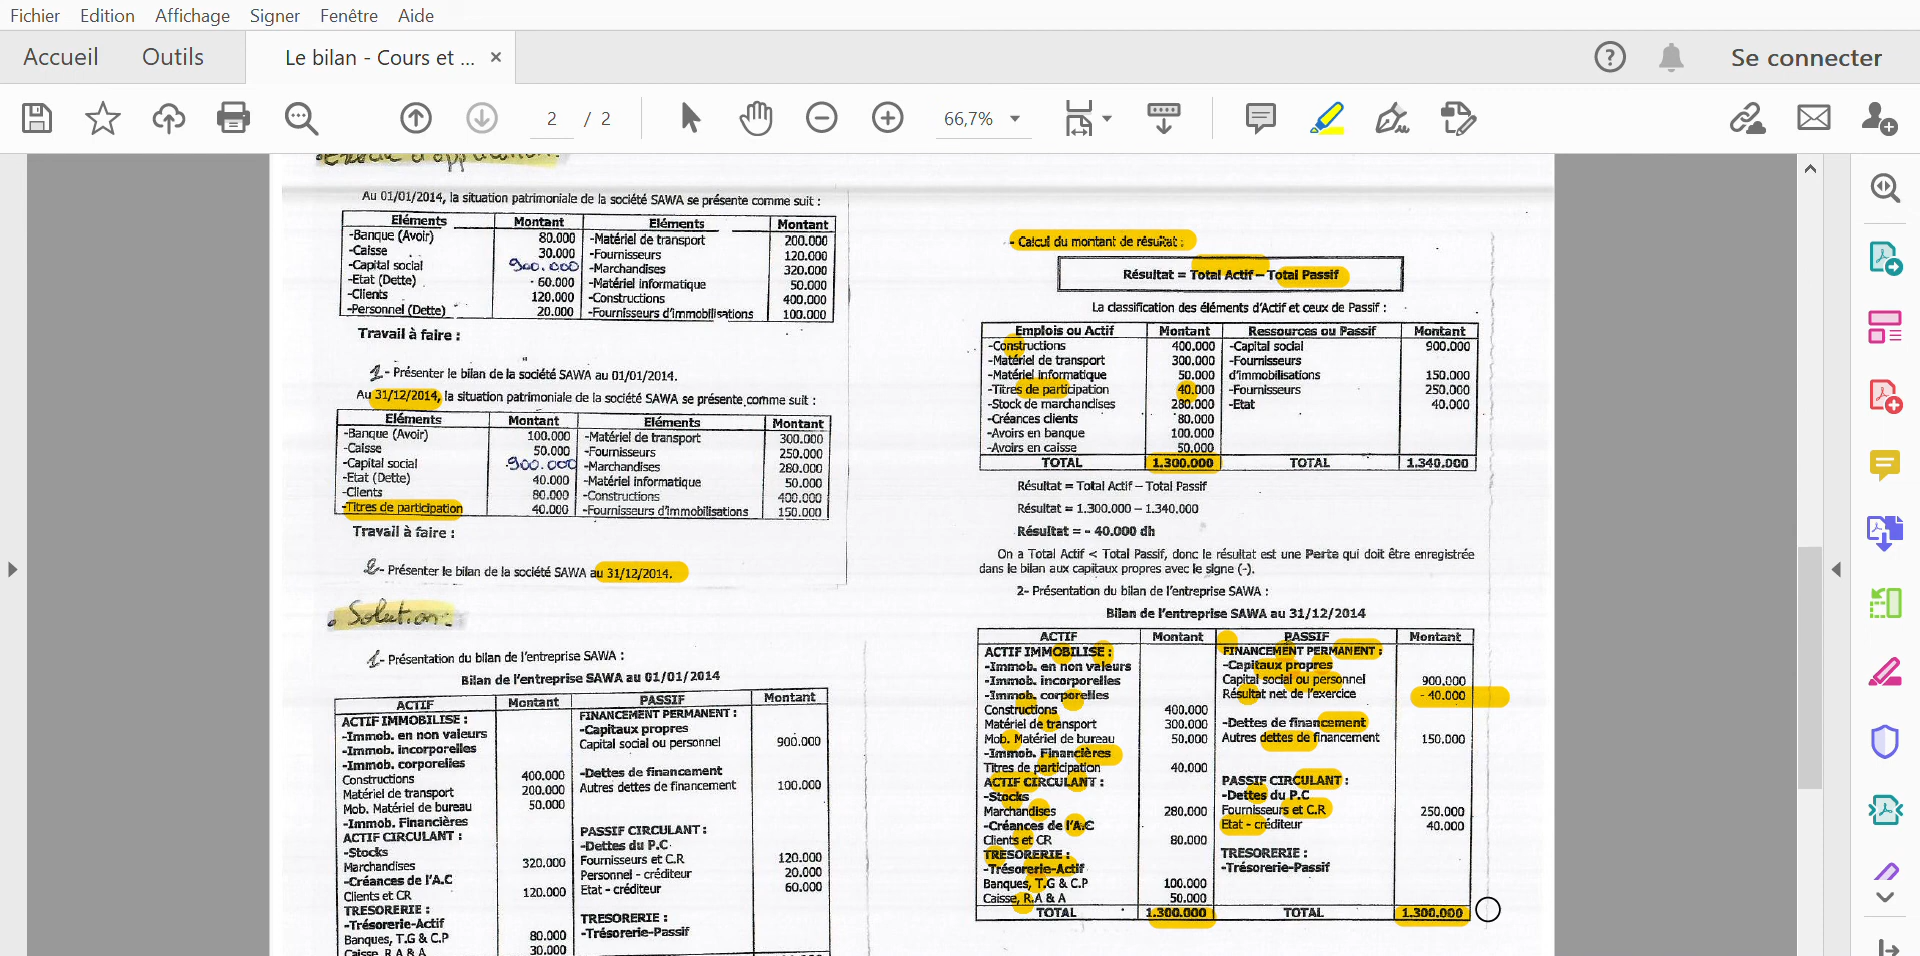 Fichier Edition Affichage Signer Fenêtre Aide
Accueil Outils Le bilan - Cours et ... × Se connecter
2 / 2 66,7%
Au 01/01/2014, la situation patrimoniale de la société SAWA se présente comme suit :
Eléments Montant Eléments Montant
-Banque (Avoir) 80.000 -Matériel de transport 200.000
-Caisse 30.000 -Fournisseurs 120.000
-Capital social 900.000 -Marchandises 320.000
-Etat (Dette) 60.000 -Matériel informatique 50.000
-Clients 120.000 -Constructions 400.000
-Personnel (Dette) 20.000 -Fournisseurs d'immobilisations 100.000
Travail à faire :
1- Présenter le bilan de la société SAWA au 01/01/2014.
Au 31/12/2014, la situation patrimoniale de la société SAWA se présente comme suit :
Eléments Montant Eléments Montant
-Banque (Avoir) 100.000 -Matériel de transport 300.000
-Caisse 50.000 -Fournisseurs 250.000
-Capital social 900.000 -Marchandises 280.000
-Etat (Dette) 40.000 -Matériel informatique 50.000
-Clients 80.000 -Constructions 400.000
-Titres de participation 40.000 -Fournisseurs d'immobilisations 150.000
Travail à faire :
2- Présenter le bilan de la société SAWA au 31/12/2014.
. Solution:
1- Présentation du bilan de l'entreprise SAWA :
Bilan de l'entreprise SAWA au 01/01/2014
ACTIF Montant PASSIF Montant
ACTIF IMMOBILISE : FINANCEMENT PERMANENT :
-Immob. en non valeurs -Capitaux propres
-Immob. incorporelles Capital social ou personnel 900.000
-Immob. corporelles
Constructions 400.000 -Dettes de financement
Matériel de transport 200.000 Autres dettes de financement 100.000
Mob. Matériel de bureau 50.000
-Immob. Financières
ACTIF CIRCULANT : PASSIF CIRCULANT :
-Stocks -Dettes du P.C
Marchandises 320.000 Fournisseurs et C.R 120.000
-Créances de l'A.C Personnel - créditeur 20.000
Clients et CR 120.000 Etat - créditeur 60.000
TRESORERIE : TRESORERIE :
-Trésorerie-Actif -Trésorerie-Passif
Banques, T.G & C.P 80.000
Caisse, R.A & A 30.000
- Calcul du montant de résultat :
Résultat = Total Actif – Total Passif
La classification des éléments d'Actif et ceux de Passif :
Emplois ou Actif Montant Ressources ou Passif Montant
-Constructions 400.000 -Capital social 900.000
-Matériel de transport 300.000 -Fournisseurs
-Matériel informatique 50.000 d'immobilisations 150.000
-Titres de participation 40.000 -Fournisseurs 250.000
-Stock de marchandises 280.000 -Etat 40.000
-Créances clients 80.000
-Avoirs en banque 100.000
-Avoirs en caisse 50.000
TOTAL 1.300.000 TOTAL 1.340.000
Résultat = Total Actif – Total Passif
Résultat = 1.300.000 – 1.340.000
Résultat = - 40.000 dh
On a Total Actif < Total Passif, donc le résultat est une Perte qui doit être enregistrée
dans le bilan aux capitaux propres avec le signe (-).
2- Présentation du bilan de l'entreprise SAWA :
Bilan de l'entreprise SAWA au 31/12/2014
ACTIF Montant PASSIF Montant
ACTIF IMMOBILISE : FINANCEMENT PERMANENT :
-Immob. en non valeurs -Capitaux propres
-Immob. incorporelles Capital social ou personnel 900.000
-Immob. corporelles Résultat net de l'exercice - 40.000
Constructions 400.000
Matériel de transport 300.000 -Dettes de financement
Mob. Matériel de bureau 50.000 Autres dettes de financement 150.000
-Immob. Financières
Titres de participation 40.000
ACTIF CIRCULANT : PASSIF CIRCULANT :
-Stocks -Dettes du P.C
Marchandises 280.000 Fournisseurs et C.R 250.000
-Créances de l'A.C Etat - créditeur 40.000
Clients et CR 80.000
TRESORERIE : TRESORERIE :
-Trésorerie-Actif -Trésorerie-Passif
Banques, T.G & C.P 100.000
Caisse, R.A & A 50.000
TOTAL 1.300.000 TOTAL 1.300.000